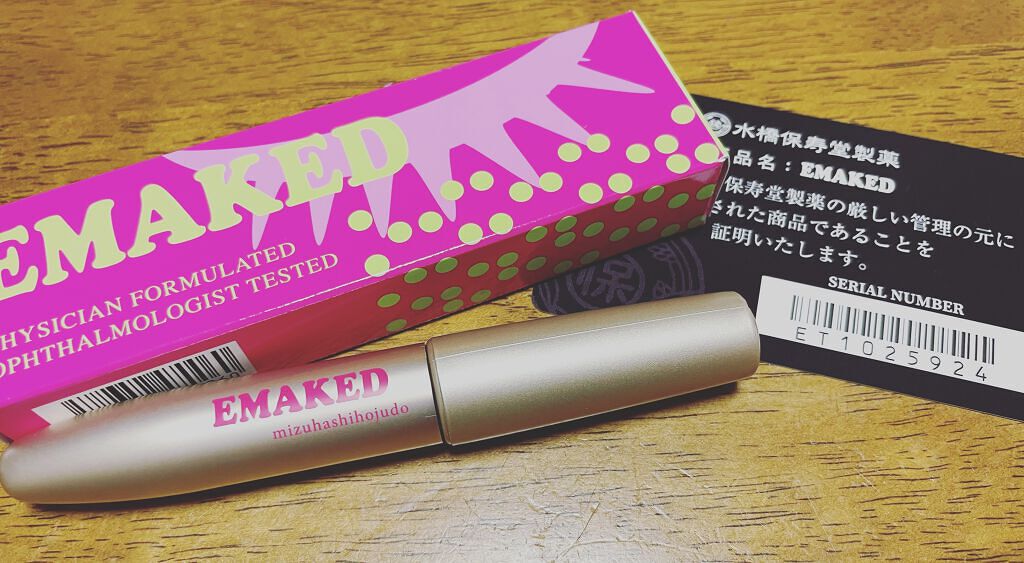 EMAKED
PHYSICIAN FORMULATED
OPHTHALMOLOGIST TESTED
EMAKED
mizuhashihojudo
水橋保寿堂製薬
品名：EMAKED
保寿堂製薬の厳しい管理の元に
された商品であることを
証明いたします。
SERIAL NUMBER
ET1025924
保